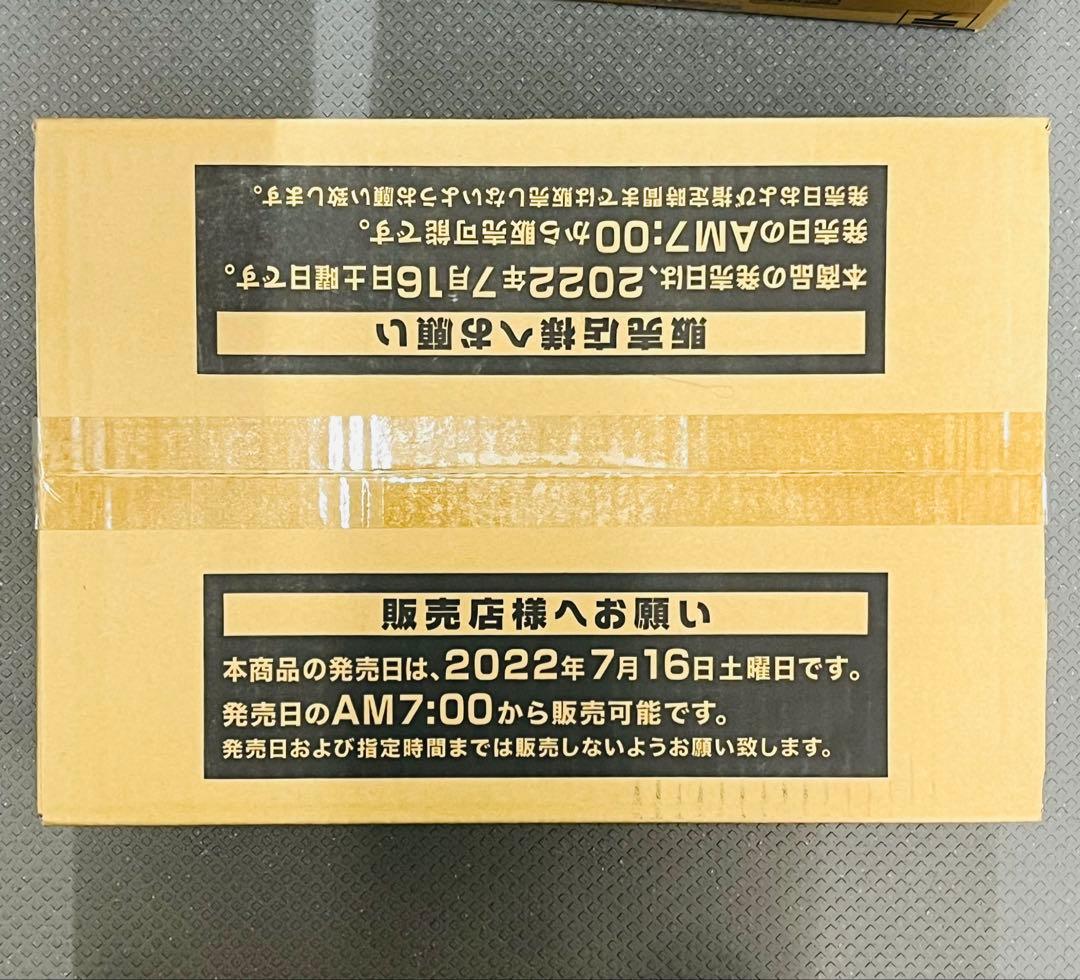 発売日および指定時間までは販売しないようお願い致します。
発売日のAM7:00から販売可能です。
本商品の発売日は、2022年7月16日土曜日です。
販売店様へお願い
販売店様へお願い
本商品の発売日は、2022年7月16日土曜日です。
発売日のAM7:00から販売可能です。
発売日および指定時間までは販売しないようお願い致します。